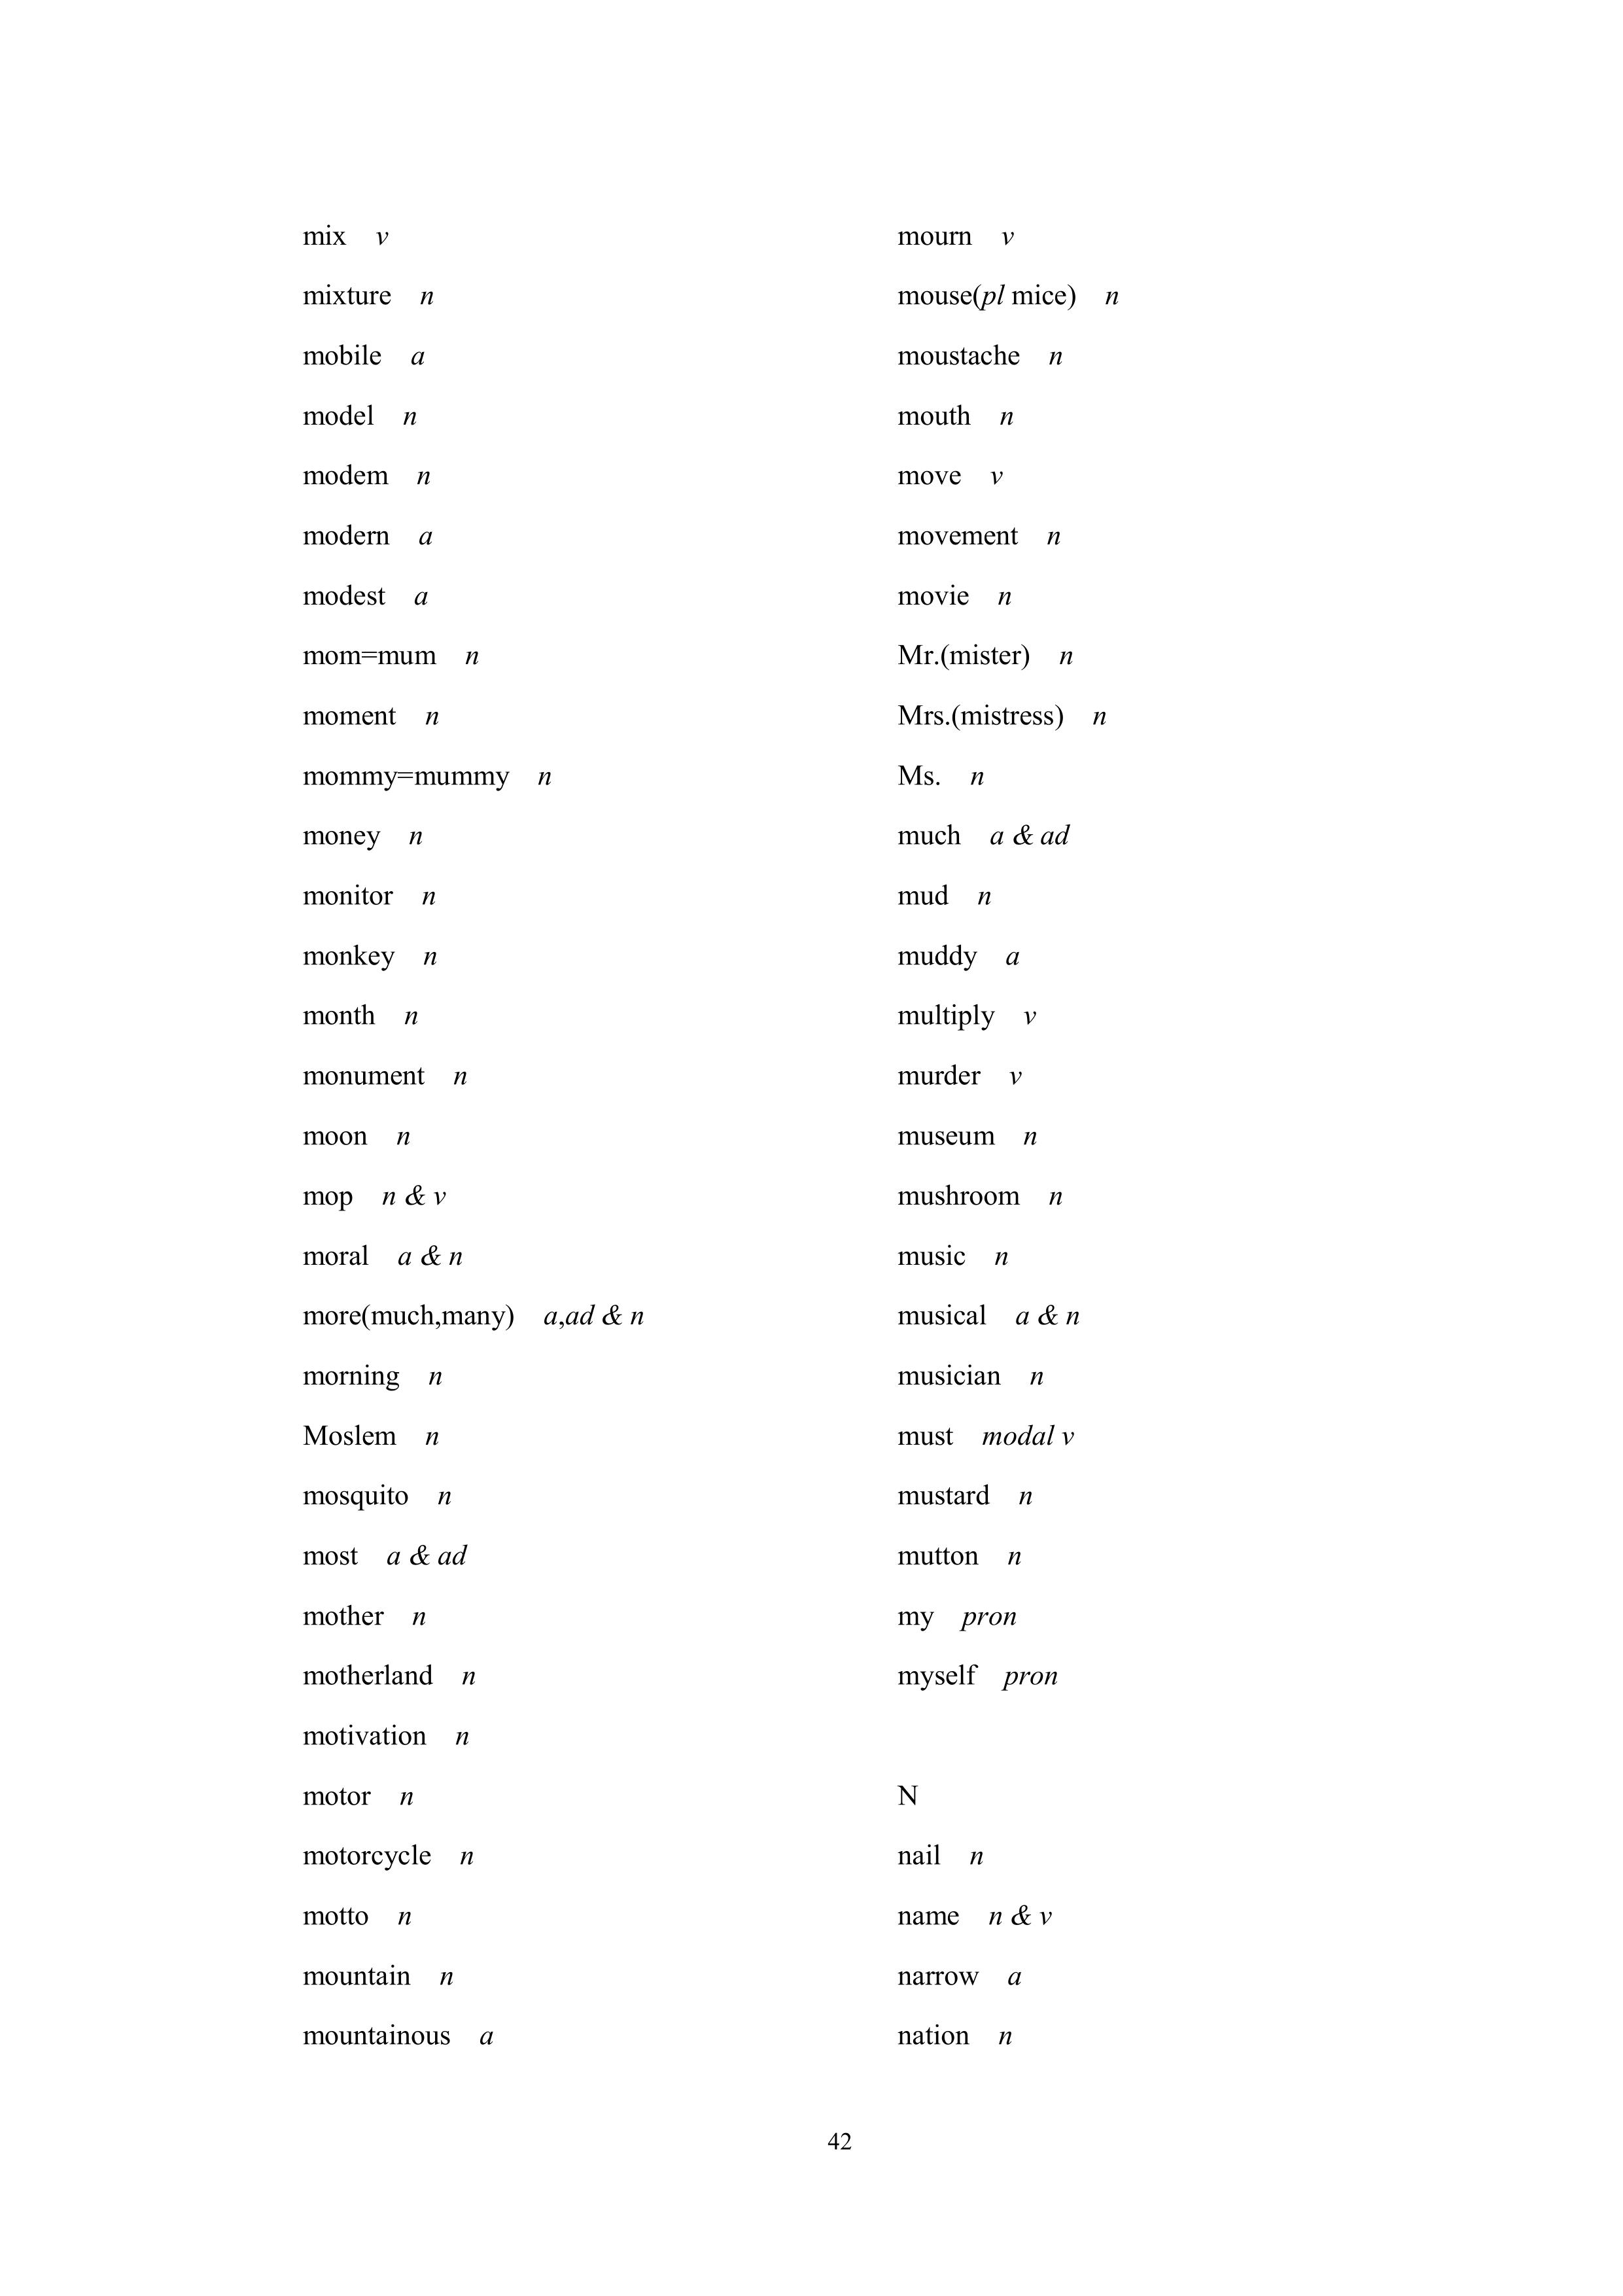 mix v
mixture n
mobile a
model n
modem n
modern a
modest a
mom=mum n
moment n
mommy=mummy n
money n
monitor n
monkey n
month n
monument n
moon n
mop n & v
moral a & n
more(much,many) a,ad & n
morning n
Moslem n
mosquito n
most a & ad
mother n
motherland n
motivation n
motor n
motorcycle n
motto n
mountain n
mountainous a
mourn v
mouse(pl mice) n
moustache n
mouth n
move v
movement n
movie n
Mr.(mister) n
Mrs.(mistress) n
Ms. n
much a & ad
mud n
muddy a
multiply v
murder v
museum n
mushroom n
music n
musical a & n
musician n
must modal v
mustard n
mutton n
my pron
myself pron
N
nail n
name n & v
narrow a
nation n
42